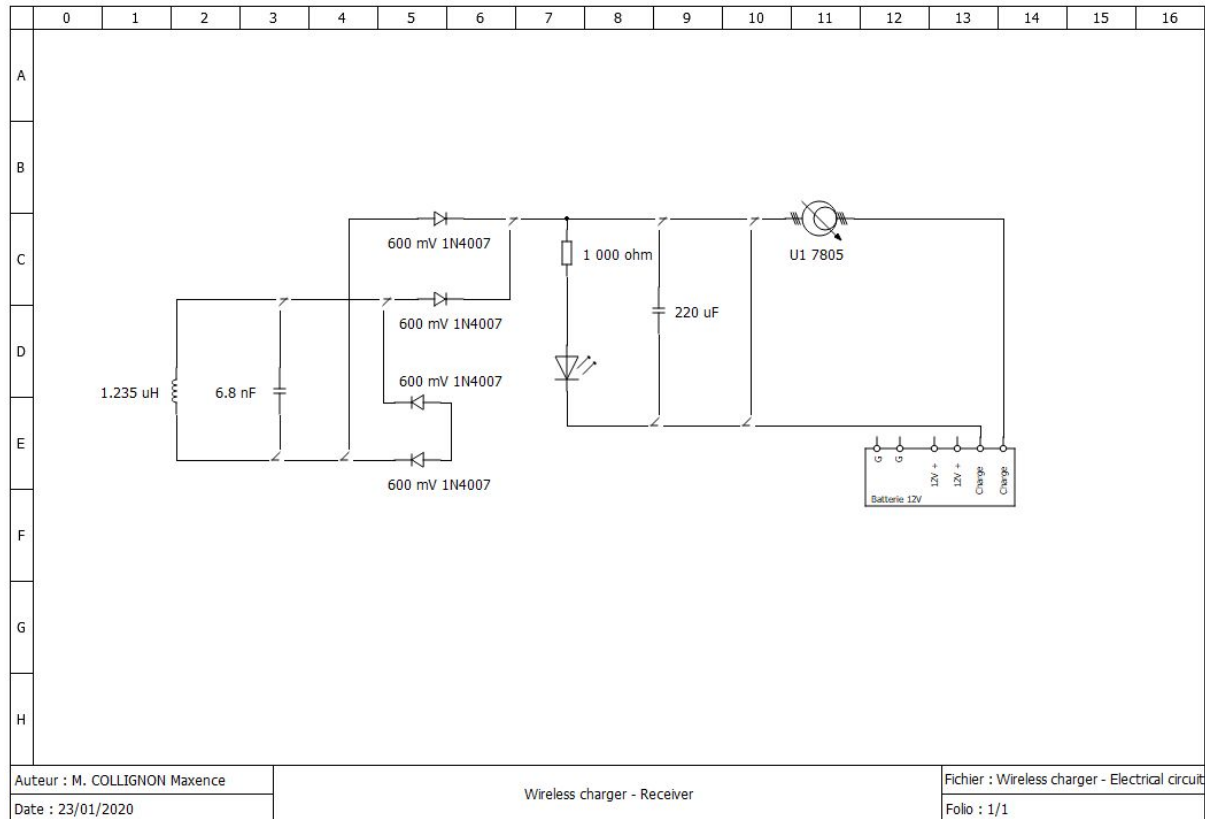 0 1 2 3 4 5 6 7 8 9 10 11 12 13 14 15 16
A
B
600 mV 1N4007
U1 7805
C
1 000 ohm
600 mV 1N4007
220 uF
D
600 mV 1N4007
1.235 uH
6.8 nF
E
600 mV 1N4007
G
G
12V +
12V +
Charge
Charge
Batterie 12V
F
G
H
Auteur : M. COLLIGNON Maxence
Date : 23/01/2020
Wireless charger - Receiver
Fichier : Wireless charger - Electrical circuit
Folio : 1/1